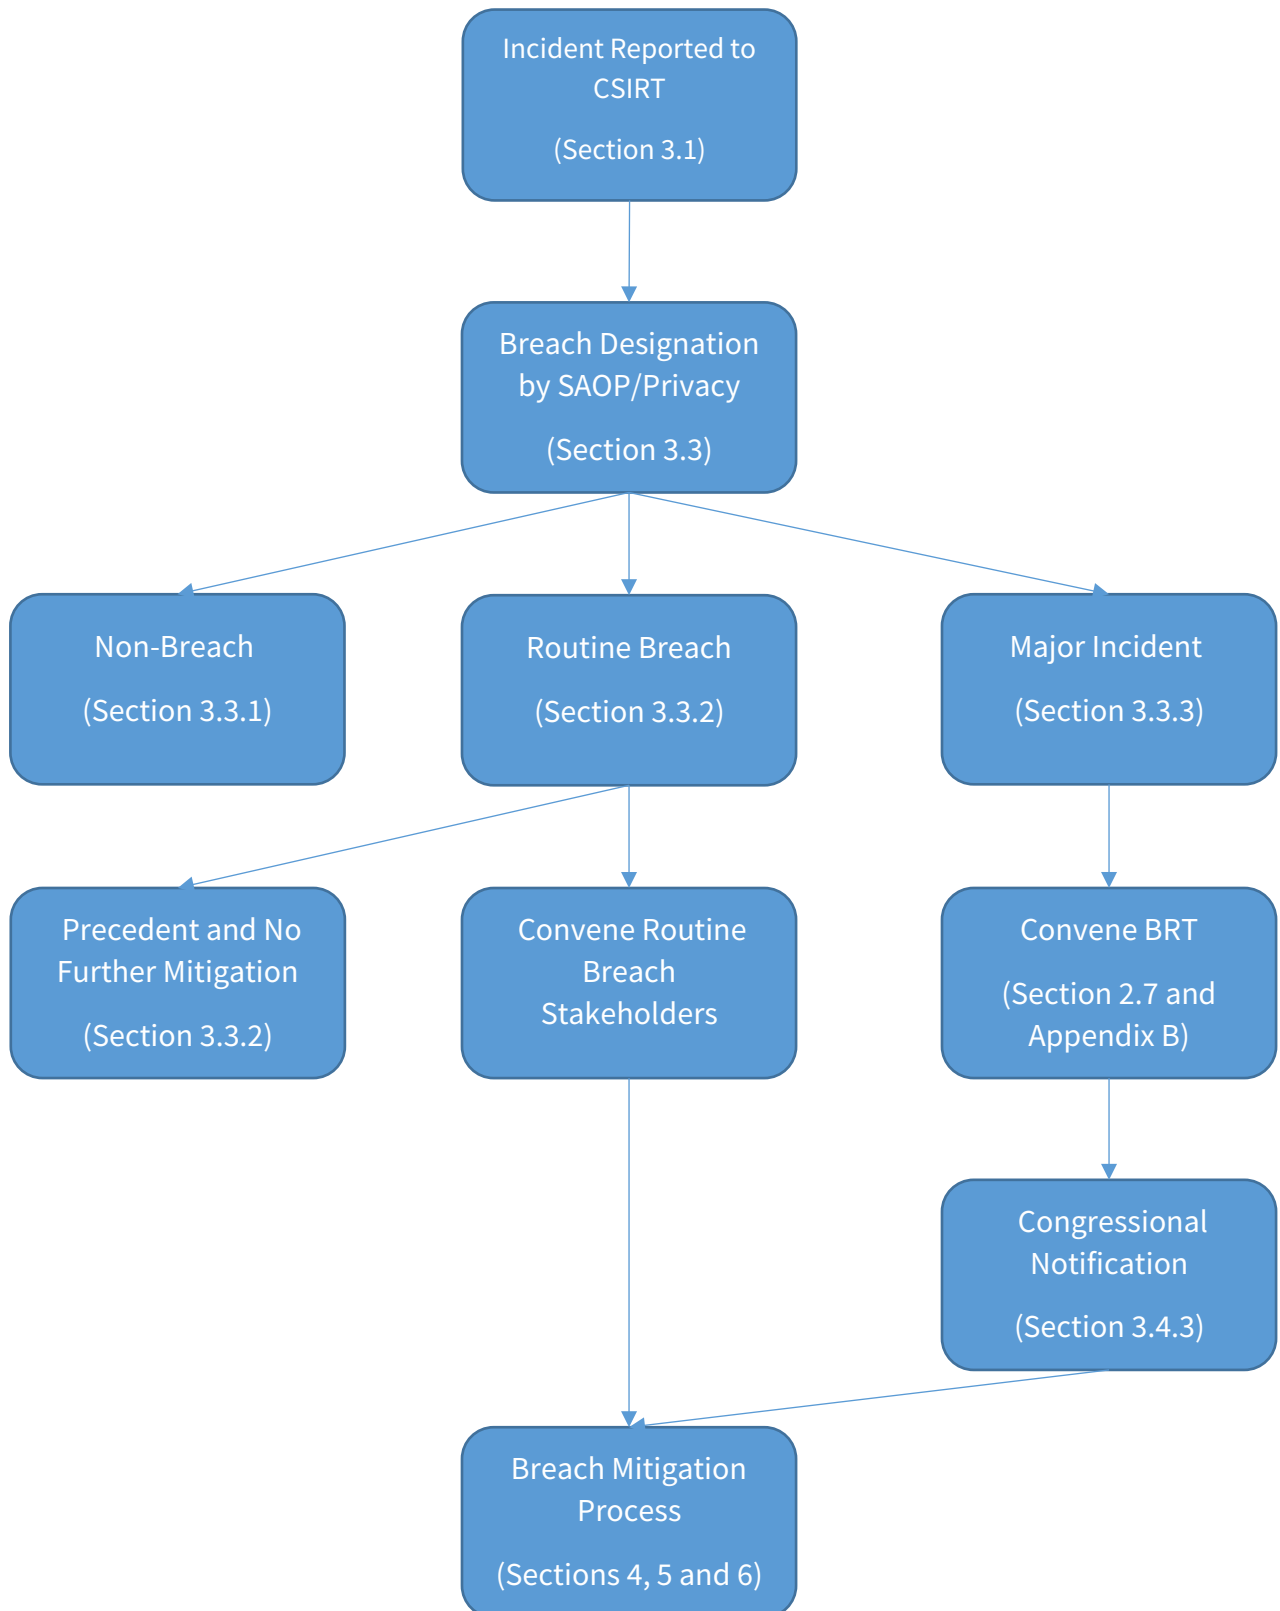 Incident Reported to
CSIRT
(Section 3.1)
Breach Designation
by SAOP/Privacy
(Section 3.3)
Non-Breach
(Section 3.3.1)
Routine Breach
(Section 3.3.2)
Major Incident
(Section 3.3.3)
Precedent and No
Further Mitigation
(Section 3.3.2)
Convene Routine
Breach
Stakeholders
Convene BRT
(Section 2.7 and
Appendix B)
Congressional
Notification
(Section 3.4.3)
Breach Mitigation
Process
(Sections 4, 5 and 6)